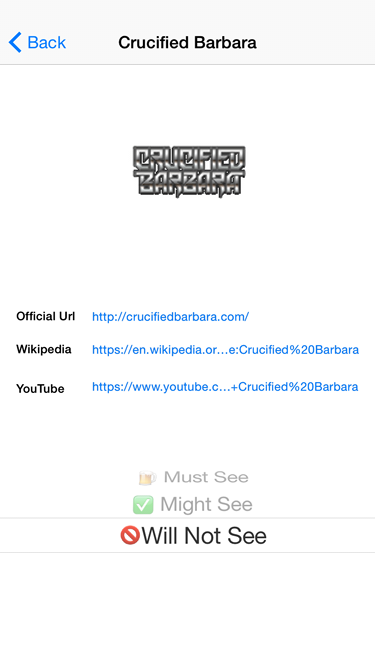 Back
Crucified Barbara
CRUCIFIED
BARBARA
Official Url http://crucifiedbarbara.com/
Wikipedia https://en.wikipedia.or...e:Crucified%20Barbara
YouTube https://www.youtube.c...+Crucified%20Barbara
Must See
Might See
Will Not See